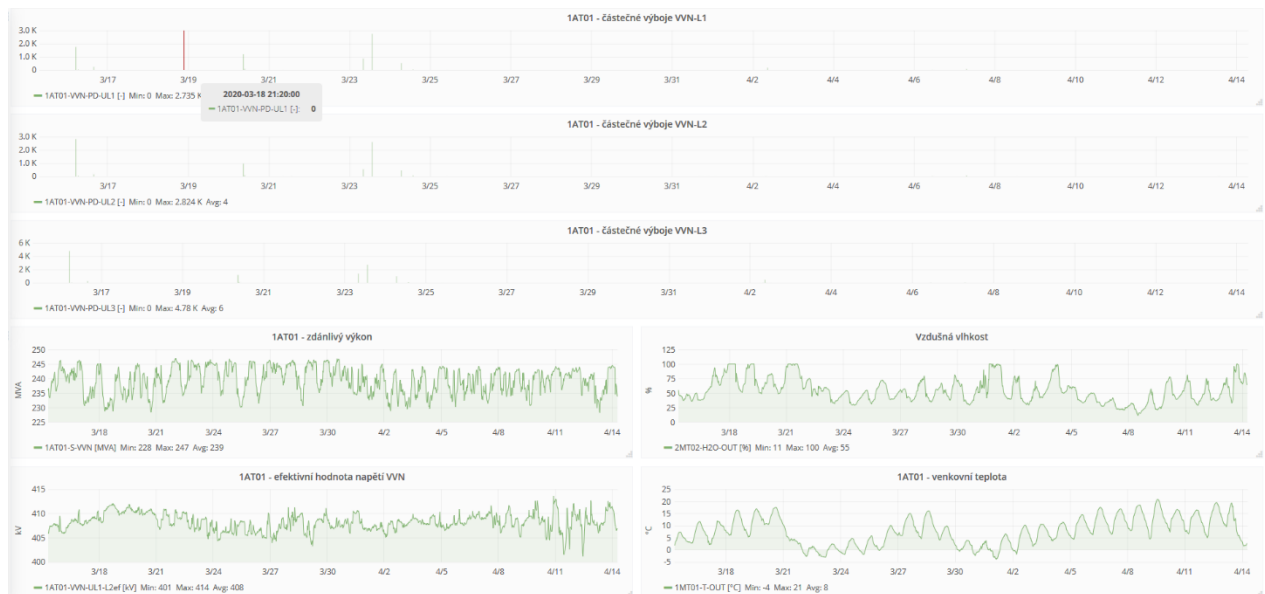 1AT01 - částečné výboje VVN-L1
3.0 K
2.0 K
1.0 K
0
3/17 3/19 3/21 3/23 3/25 3/27 3/29 3/31 4/2 4/4 4/6 4/8 4/10 4/12 4/14
1AT01-VVN-PD-UL1 [-] Min: 0 Max: 2.735 K
2020-03-18 21:20:00
1AT01-VVN-PD-UL1 [-]: 0
1AT01 - částečné výboje VVN-L2
3.0 K
2.0 K
1.0 K
0
3/17 3/19 3/21 3/23 3/25 3/27 3/29 3/31 4/2 4/4 4/6 4/8 4/10 4/12 4/14
1AT01-VVN-PD-UL2 [-] Min: 0 Max: 2.824 K Avg: 4
1AT01 - částečné výboje VVN-L3
6 K
4 K
2 K
0
3/17 3/19 3/21 3/23 3/25 3/27 3/29 3/31 4/2 4/4 4/6 4/8 4/10 4/12 4/14
1AT01-VVN-PD-UL3 [-] Min: 0 Max: 4.78 K Avg: 6
1AT01 - zdánlivý výkon
250
245
240
235
230
225
MVA
3/18 3/21 3/24 3/27 3/30 4/2 4/5 4/8 4/11 4/14
1AT01-S-VVN [MVA] Min: 228 Max: 247 Avg: 239
Vzdušná vlhkost
125
100
75
50
25
0
%
3/18 3/21 3/24 3/27 3/30 4/2 4/5 4/8 4/11 4/14
2MT02-H2O-OUT [%] Min: 11 Max: 100 Avg: 55
1AT01 - efektivní hodnota napětí VVN
415
410
405
400
kV
3/18 3/21 3/24 3/27 3/30 4/2 4/5 4/8 4/11 4/14
1AT01-VVN-UL1-L2ef [kV] Min: 401 Max: 414 Avg: 408
1AT01 - venkovní teplota
25
20
15
10
5
0
-5
°C
3/18 3/21 3/24 3/27 3/30 4/2 4/5 4/8 4/11 4/14
1MT01-T-OUT [°C] Min: -4 Max: 21 Avg: 8